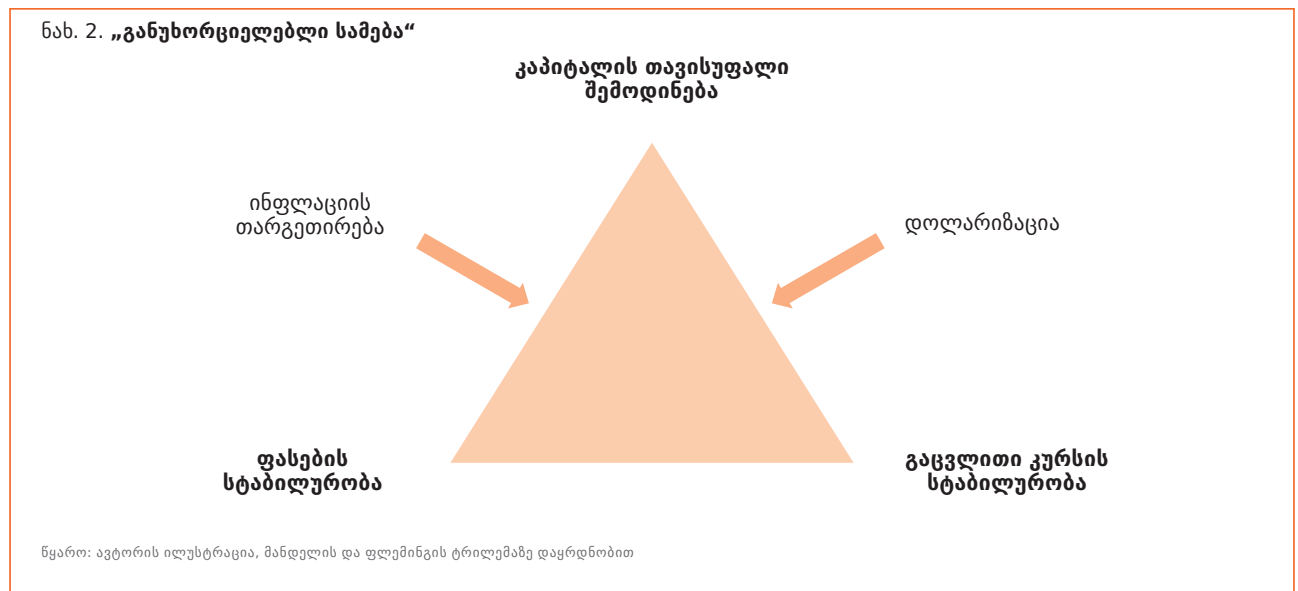 ნახ. 2. „განუხორციელებლი სამება“
კაპიტალის თავისუფალი
შემოდინება
ინფლაციის
თარგეთირება
დოლარიზაცია
ფასების
სტაბილურობა
გაცვლითი კურსის
სტაბილურობა
წყარო: ავტორის ილუსტრაცია, მანდელის და ფლემინგის ტრილემაზე დაყრდნობით